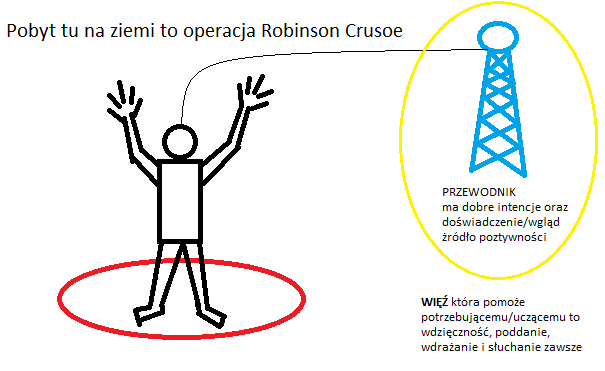 Pobyt tu na ziemi to operacja Robinson Crusoe
PRZEWODNIK
ma dobre intencje oraz
doświadczenie/wgląd
żródło poztywności
WIĘŹ która pomoże
potrzebującemu/uczącemu to
wdzięczność, poddanie,
wdrażanie i słuchanie zawsze